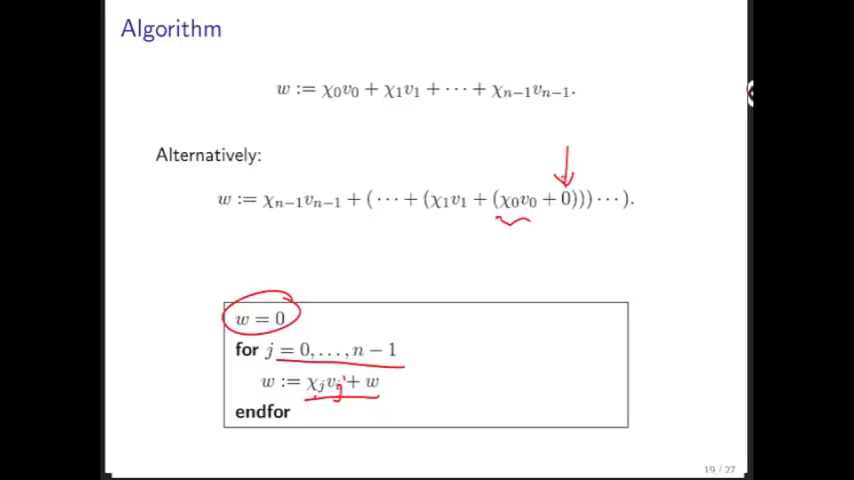 Algorithm
w := χ₀v₀ + χ₁v₁ + ··· + χₙ₋₁vₙ₋₁.
Alternatively:
w := χₙ₋₁vₙ₋₁ + (··· + (χ₁v₁ + (χ₀v₀ + 0))) ···).
w = 0
for j = 0, . . . , n − 1
w := χⱼvⱼ + w
endfor
19 / 27